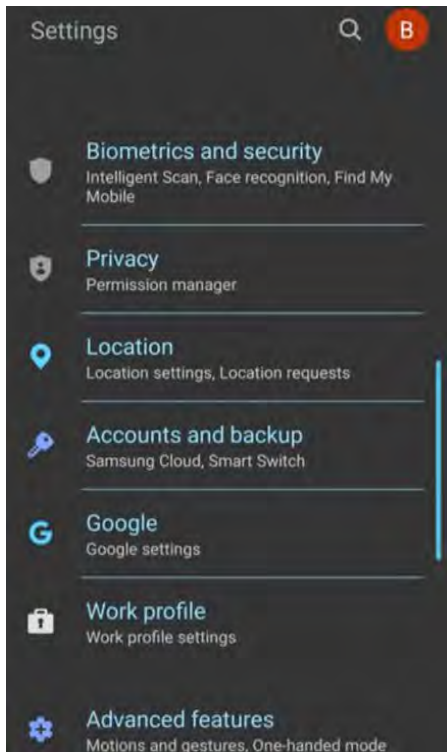 Settings
B
Biometrics and security
Intelligent Scan, Face recognition, Find My
Mobile
Privacy
Permission manager
Location
Location settings, Location requests
Accounts and backup
Samsung Cloud, Smart Switch
G
Google
Google settings
Work profile
Work profile settings
Advanced features
Motions and gestures, One-handed mode